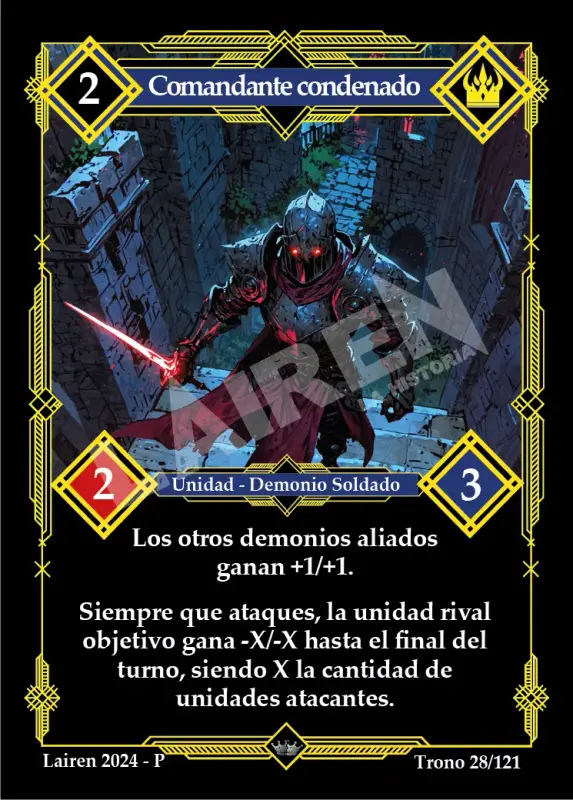 2
Comandante condenado
LAIREN
HISTORIA
2
Unidad - Demonio Soldado
3
Los otros demonios aliados
ganan +1/+1.
Siempre que ataques, la unidad rival
objetivo gana -X/-X hasta el final del
turno, siendo X la cantidad de
unidades atacantes.
Lairen 2024 - P
Trono 28/121